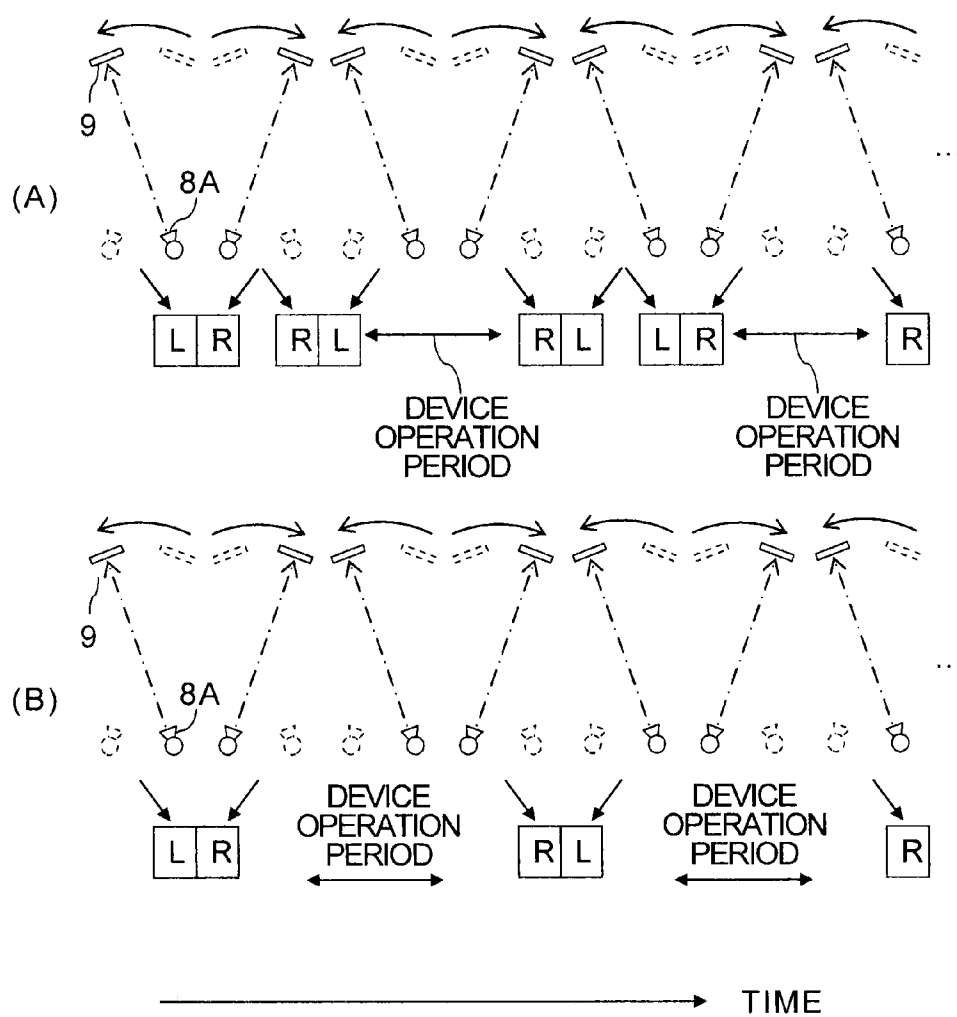 9
(A)
8A
..
L R R L R L L R R
DEVICE OPERATION PERIOD
DEVICE OPERATION PERIOD
9
(B)
8A
..
DEVICE OPERATION PERIOD
DEVICE OPERATION PERIOD
L R R L R
TIME